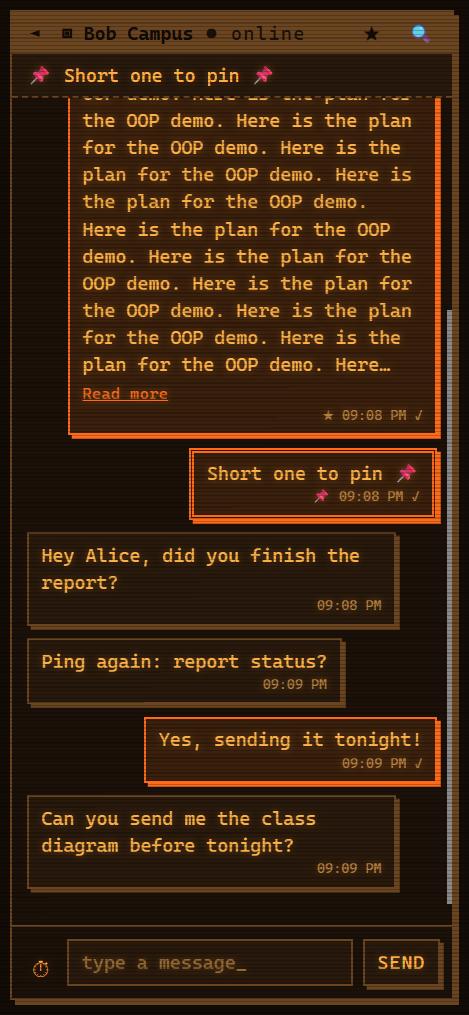 ◄ Bob Campus ● online ★
Short one to pin
the OOP demo. Here is the plan
for the OOP demo. Here is the
plan for the OOP demo. Here is
the plan for the OOP demo.
Here is the plan for the OOP
demo. Here is the plan for the
OOP demo. Here is the plan for
the OOP demo. Here is the plan
for the OOP demo. Here is the
plan for the OOP demo. Here…
Read more
★ 09:08 PM ✓
Short one to pin 📌
📌 09:08 PM ✓
Hey Alice, did you finish the
report?
09:08 PM
Ping again: report status?
09:09 PM
Yes, sending it tonight!
09:09 PM ✓
Can you send me the class
diagram before tonight?
09:09 PM
type a message_
SEND